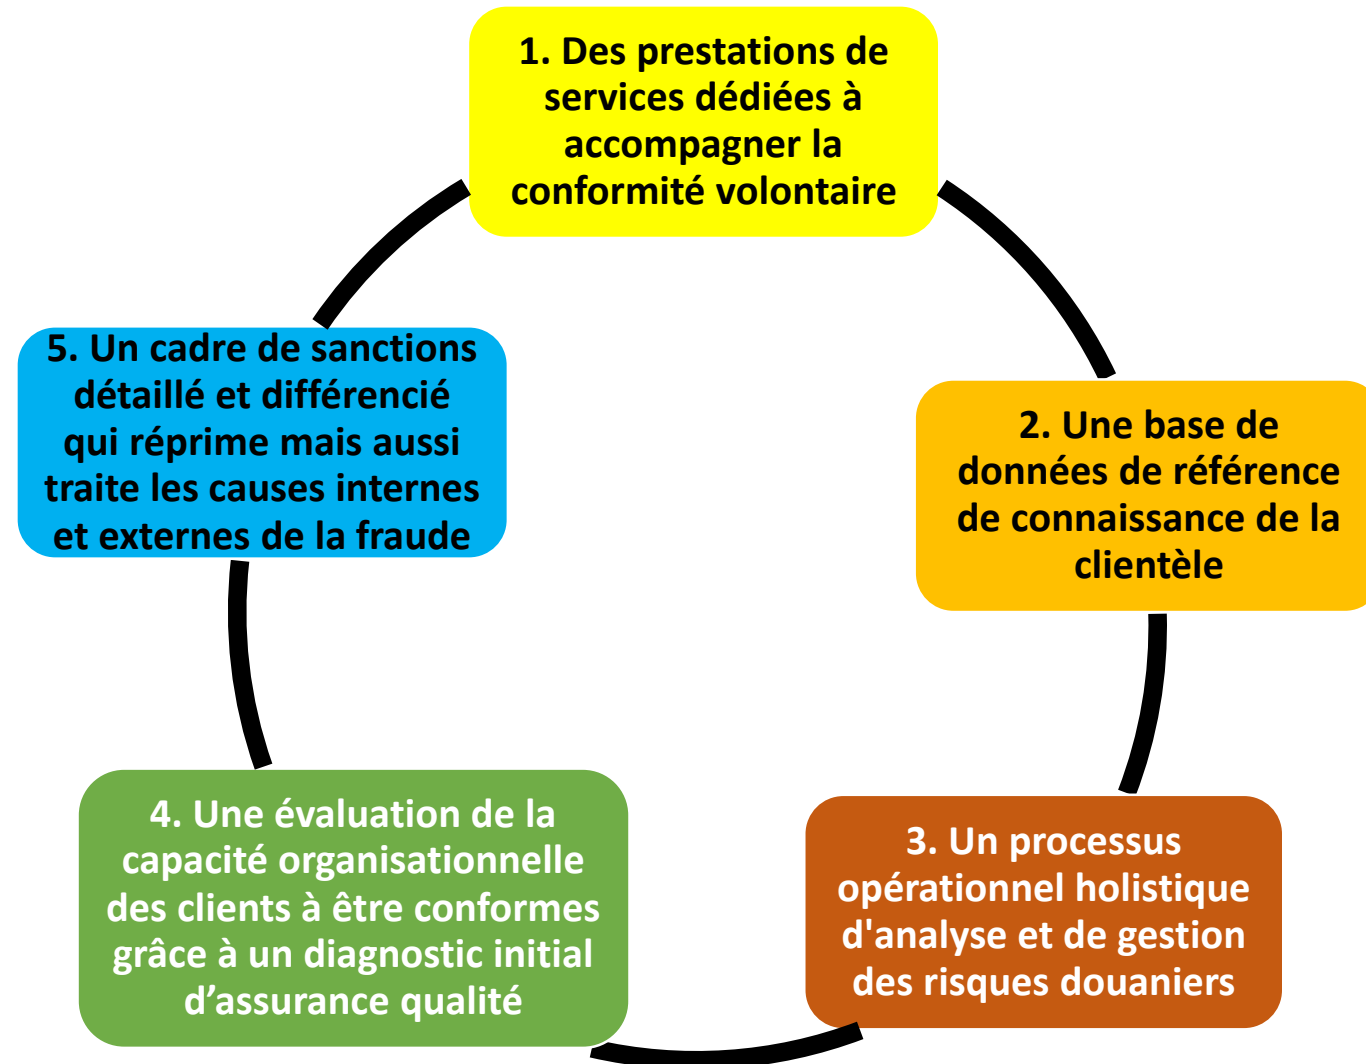 1. Des prestations de
services dédiées à
accompagner la
conformité volontaire
2. Une base de
données de référence
de connaissance de la
clientèle
3. Un processus
opérationnel holistique
d'analyse et de gestion
des risques douaniers
4. Une évaluation de la
capacité organisationnelle
des clients à être conformes
grâce à un diagnostic initial
d’assurance qualité
5. Un cadre de sanctions
détaillé et différencié
qui réprime mais aussi
traite les causes internes
et externes de la fraude